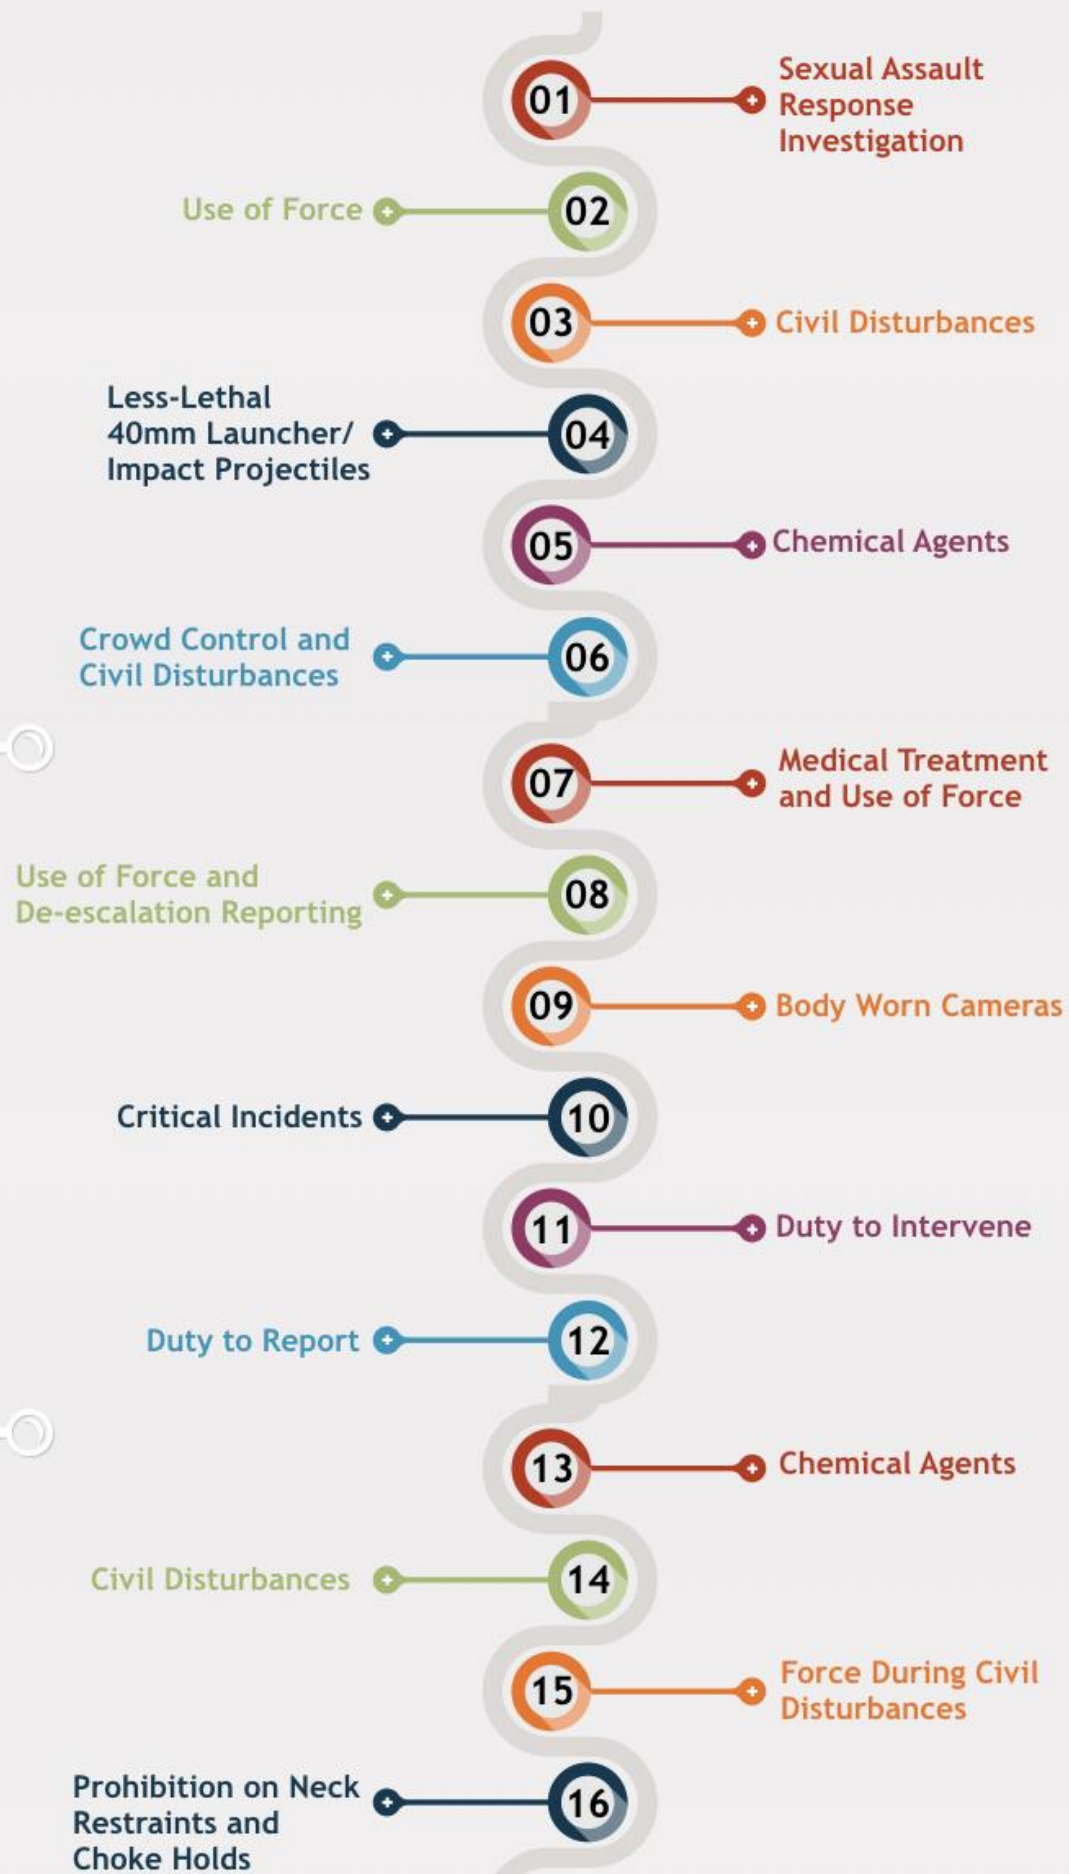 01
Sexual Assault
Response
Investigation
Use of Force
02
03
Civil Disturbances
Less-Lethal
40mm Launcher/
Impact Projectiles
04
05
Chemical Agents
Crowd Control and
Civil Disturbances
06
07
Medical Treatment
and Use of Force
Use of Force and
De-escalation Reporting
08
09
Body Worn Cameras
Critical Incidents
10
11
Duty to Intervene
Duty to Report
12
13
Chemical Agents
Civil Disturbances
14
15
Force During Civil
Disturbances
Prohibition on Neck
Restraints and
Choke Holds
16